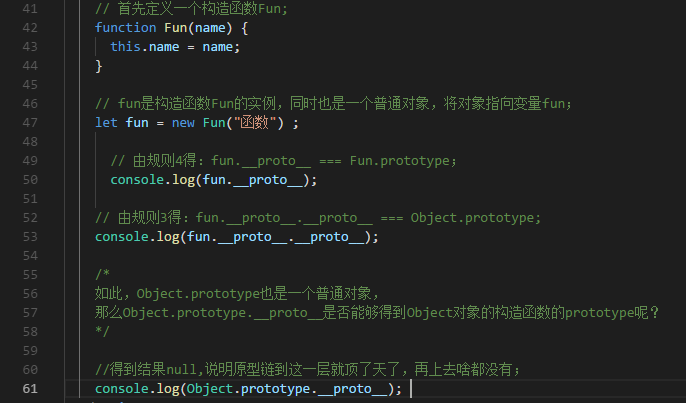 41 // 首先定义一个构造函数Fun;
42 function Fun(name) {
43 this.name = name;
44 }
45
46 // fun是构造函数Fun的实例，同时也是一个普通对象，将对象指向变量fun；
47 let fun = new Fun("函数") ;
48
49 // 由规则4得：fun.__proto__ === Fun.prototype；
50 console.log(fun.__proto__);
51
52 // 由规则3得：fun.__proto__.__proto__ === Object.prototype;
53 console.log(fun.__proto__.__proto__);
54
55 /*
56 如此，Object.prototype也是一个普通对象，
57 那么Object.prototype.__proto__是否能够得到Object对象的构造函数的prototype呢？
58 */
59
60 //得到结果null,说明原型链到这一层就顶了天了，再上去啥都没有；
61 console.log(Object.prototype.__proto__);